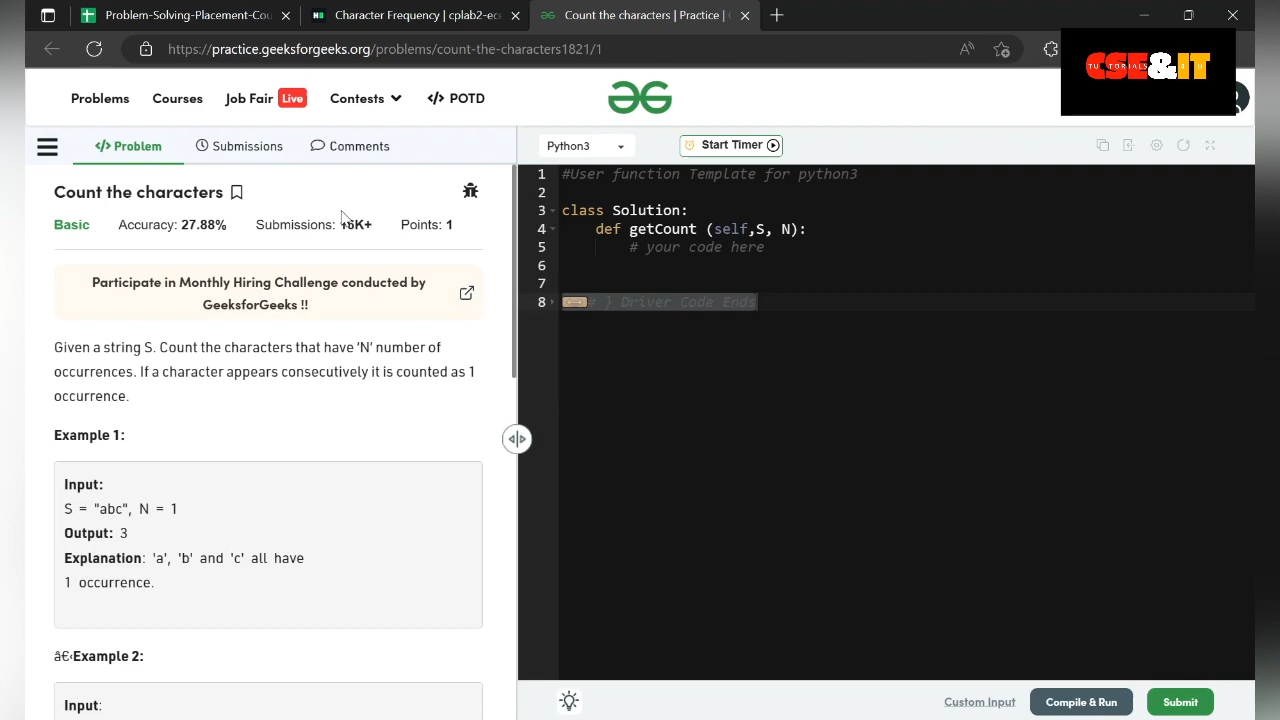 Problem-Solving-Placement-Cou
Character Frequency | cplab2-ece
Count the characters | Practice |
https://practice.geeksforgeeks.org/problems/count-the-characters1821/1
CSE&IT
TUTORIALS 4 U
Problems
Courses
Job Fair Live
Contests
</> POTD
</> Problem
Submissions
Comments
Python3
Start Timer
Count the characters
Basic
Accuracy: 27.88%
Submissions: 16K+
Points: 1
Participate in Monthly Hiring Challenge conducted by
GeeksforGeeks !!
Given a string S. Count the characters that have ‘N’ number of
occurrences. If a character appears consecutively it is counted as 1
occurrence.
Example 1:
Input:
S = "abc", N = 1
Output: 3
Explanation: 'a', 'b' and 'c' all have
1 occurrence.
â€‹Example 2:
Input:
1 #User function Template for python3
2
3 class Solution:
4 def getCount (self,S, N):
5 # your code here
6
7
8 # } Driver Code Ends
Custom Input
Compile & Run
Submit